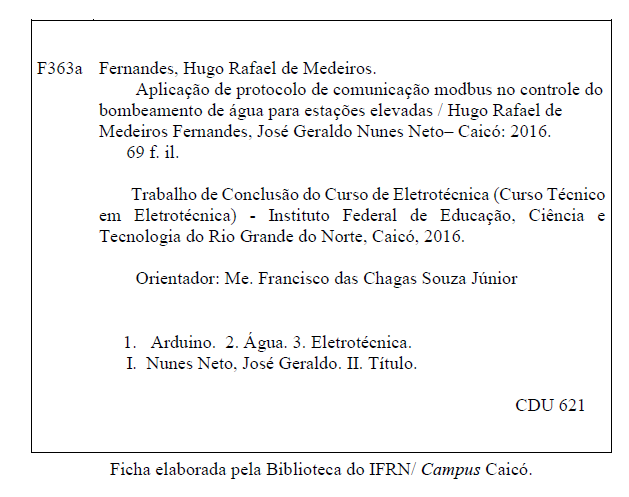 F363a Fernandes, Hugo Rafael de Medeiros.
Aplicação de protocolo de comunicação modbus no controle do
bombeamento de água para estações elevadas / Hugo Rafael de
Medeiros Fernandes, José Geraldo Nunes Neto– Caicó: 2016.
69 f. il.
Trabalho de Conclusão do Curso de Eletrotécnica (Curso Técnico
em Eletrotécnica) - Instituto Federal de Educação, Ciência e
Tecnologia do Rio Grande do Norte, Caicó, 2016.
Orientador: Me. Francisco das Chagas Souza Júnior
1. Arduino. 2. Água. 3. Eletrotécnica.
I. Nunes Neto, José Geraldo. II. Título.
CDU 621
Ficha elaborada pela Biblioteca do IFRN/ Campus Caicó.